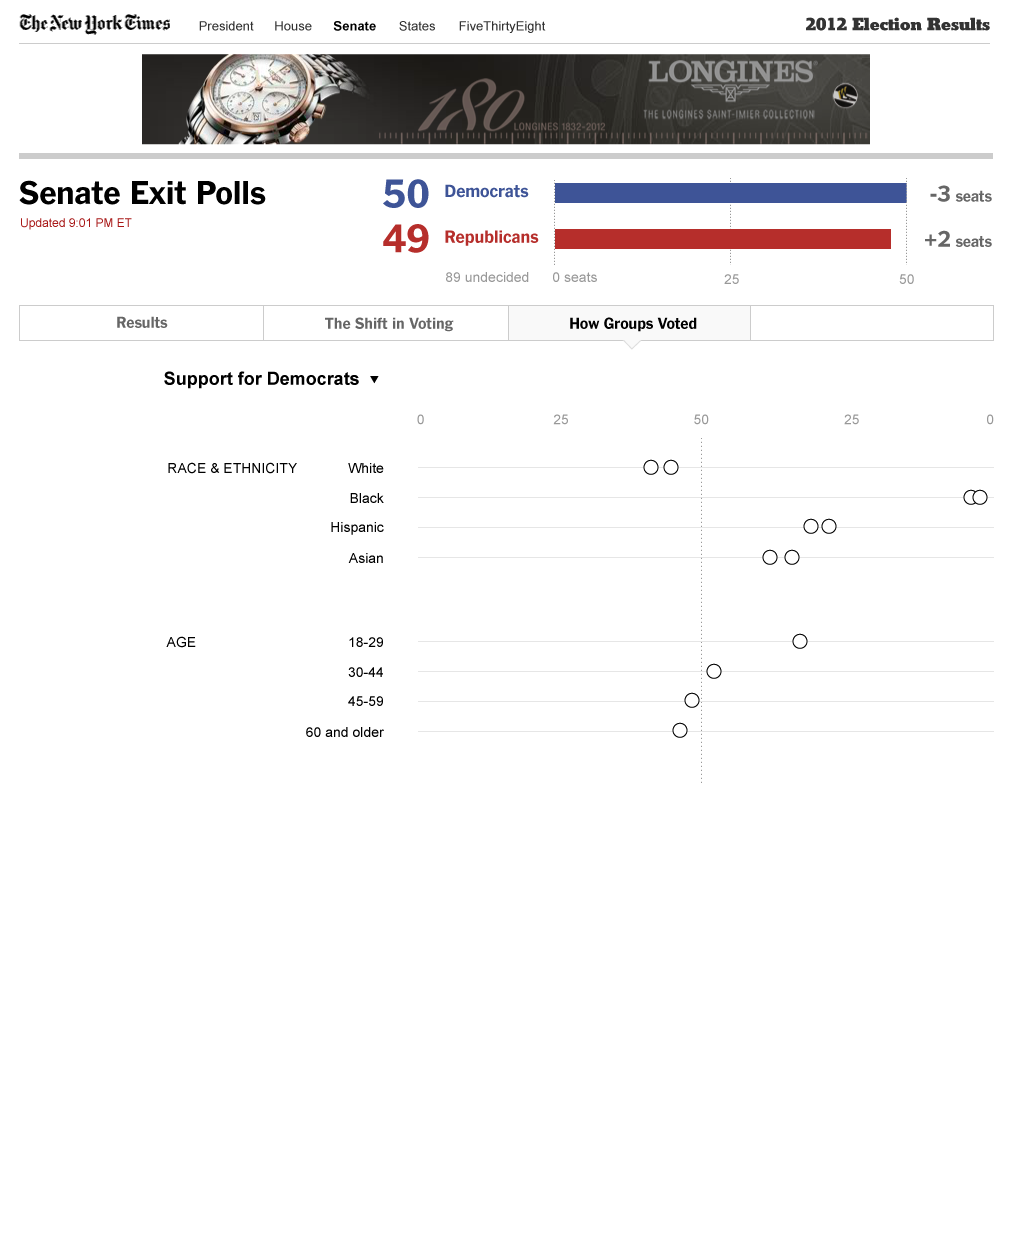 The New York Times President House Senate States FiveThirtyEight 2012 Election Results
LONGINES
180 LONGINES 1832-2012
THE LONGINES SAINT-IMIER COLLECTION
Senate Exit Polls
Updated 9:01 PM ET
50 Democrats -3 seats
49 Republicans +2 seats
89 undecided 0 seats 25 50
Results The Shift in Voting How Groups Voted
Support for Democrats ▼
0 25 50 25 0
RACE & ETHNICITY White
Black
Hispanic
Asian
AGE 18-29
30-44
45-59
60 and older